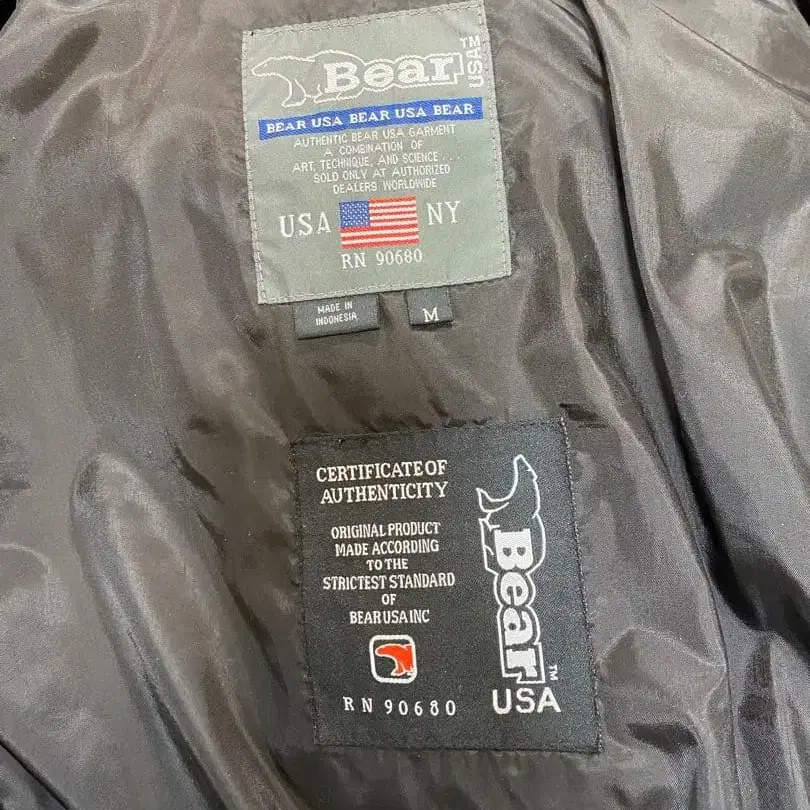 Bear USA™
BEAR USA BEAR USA BEAR
AUTHENTIC BEAR USA GARMENT
A COMBINATION OF
ART, TECHNIQUE, AND SCIENCE . . .
SOLD ONLY AT AUTHORIZED
DEALERS WORLDWIDE
USA NY
RN 90680
MADE IN
INDONESIA
M
CERTIFICATE OF
AUTHENTICITY
ORIGINAL PRODUCT
MADE ACCORDING
TO THE
STRICTEST STANDARD
OF
BEAR USA INC
RN 90680
Bear™
USA